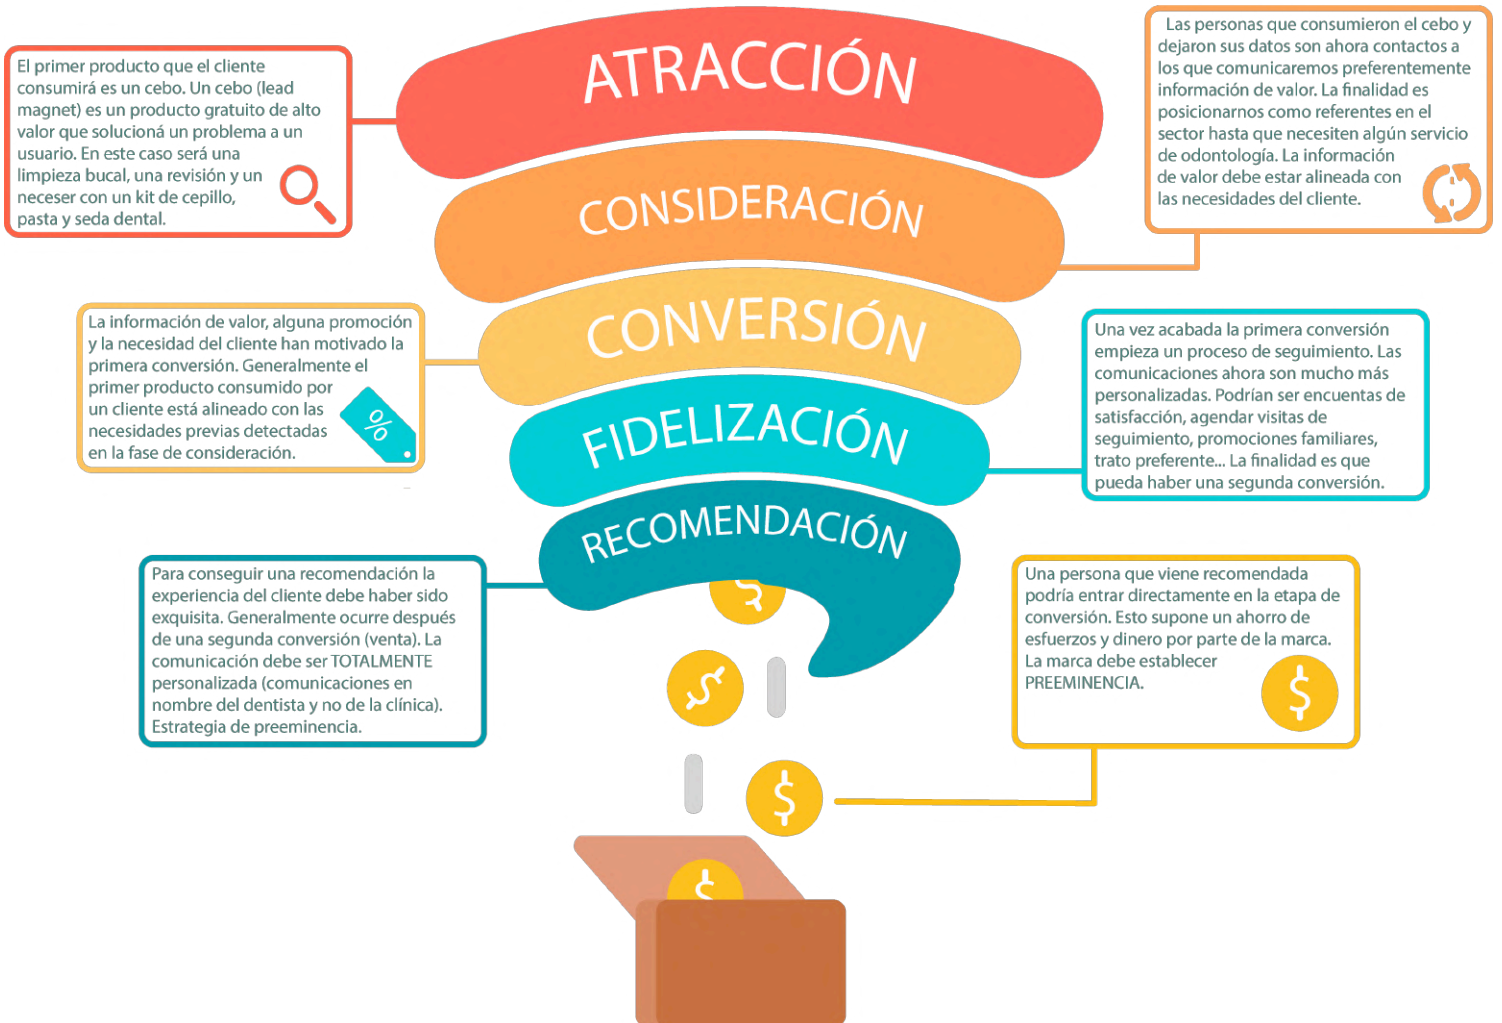 ATRACCIÓN
El primer producto que el cliente
consumirá es un cebo. Un cebo (lead
magnet) es un producto gratuito de alto
valor que solucioná un problema a un
usuario. En este caso será una
limpieza bucal, una revisión y un
neceser con un kit de cepillo,
pasta y seda dental.
CONSIDERACIÓN
Las personas que consumieron el cebo y
dejaron sus datos son ahora contactos a
los que comunicaremos preferentemente
información de valor. La finalidad es
posicionarnos como referentes en el
sector hasta que necesiten algún servicio
de odontología. La información
de valor debe estar alineada con
las necesidades del cliente.
CONVERSIÓN
La información de valor, alguna promoción
y la necesidad del cliente han motivado la
primera conversión. Generalmente el
primer producto consumido por
un cliente está alineado con las
necesidades previas detectadas
en la fase de consideración.
%
FIDELIZACIÓN
Una vez acabada la primera conversión
empieza un proceso de seguimiento. Las
comunicaciones ahora son mucho más
personalizadas. Podrían ser encuentas de
satisfacción, agendar visitas de
seguimiento, promociones familiares,
trato preferente... La finalidad es que
pueda haber una segunda conversión.
RECOMENDACIÓN
Para conseguir una recomendación la
experiencia del cliente debe haber sido
exquisita. Generalmente ocurre después
de una segunda conversión (venta). La
comunicación debe ser TOTALMENTE
personalizada (comunicaciones en
nombre del dentista y no de la clínica).
Estrategia de preeminencia.
Una persona que viene recomendada
podría entrar directamente en la etapa de
conversión. Esto supone un ahorro de
esfuerzos y dinero por parte de la marca.
La marca debe establecer
PREEMINENCIA.
$
$
$
$
$